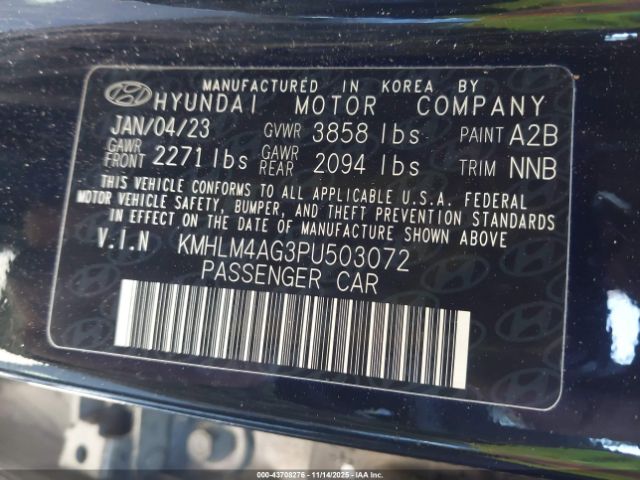 MANUFACTURED IN KOREA BY
HYUNDAI MOTOR COMPANY
JAN/04/23 GVWR 3858 lbs PAINT A2B
GAWR FRONT 2271 lbs GAWR REAR 2094 lbs TRIM NNB
THIS VEHICLE CONFORMS TO ALL APPLICABLE U.S.A. FEDERAL
MOTOR VEHICLE SAFETY, BUMPER, AND THEFT PREVENTION STANDARDS
IN EFFECT ON THE DATE OF MANUFACTURE SHOWN ABOVE
V.I.N KMHLM4AG3PU503072
PASSENGER CAR
000-43708276 - 11/14/2025 - IAAI.COM